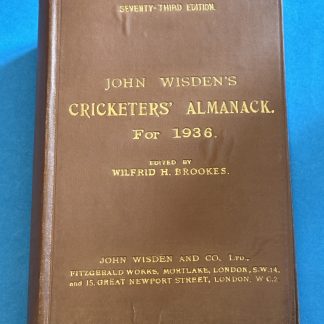 SEVENTY-THIRD EDITION.
JOHN WISDEN'S
CRICKETERS' ALMANACK.
For 1936.
EDITED BY
WILFRID H. BROOKES.
JOHN WISDEN AND CO. LTD.,
FITZGERALD WORKS, MORTLAKE, LONDON, S.W.14.
and 15, GREAT NEWPORT STREET, LONDON, W C.2